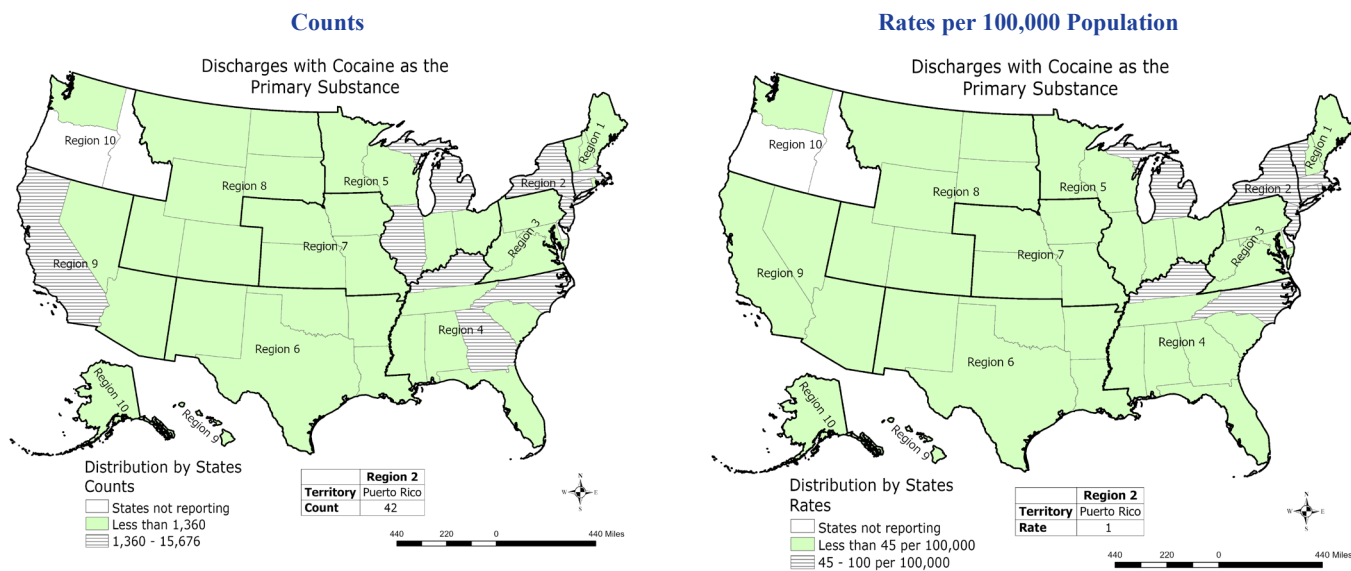 Counts
Discharges with Cocaine as the
Primary Substance
Region 10
Region 1
Region 8
Region 5
Region 2
Region 3
Region 7
Region 9
Region 4
Region 6
Region 10
Region 9
Distribution by States
Counts
States not reporting
Less than 1,360
1,360 - 15,676
Region 2
Territory Puerto Rico
Count 42
N
W E
S
440 220 0 440 Miles
Rates per 100,000 Population
Discharges with Cocaine as the
Primary Substance
Region 10
Region 1
Region 8
Region 5
Region 2
Region 3
Region 7
Region 9
Region 4
Region 6
Region 10
Region 9
Distribution by States
Rates
States not reporting
Less than 45 per 100,000
45 - 100 per 100,000
Region 2
Territory Puerto Rico
Rate 1
N
W E
S
440 220 0 440 Miles